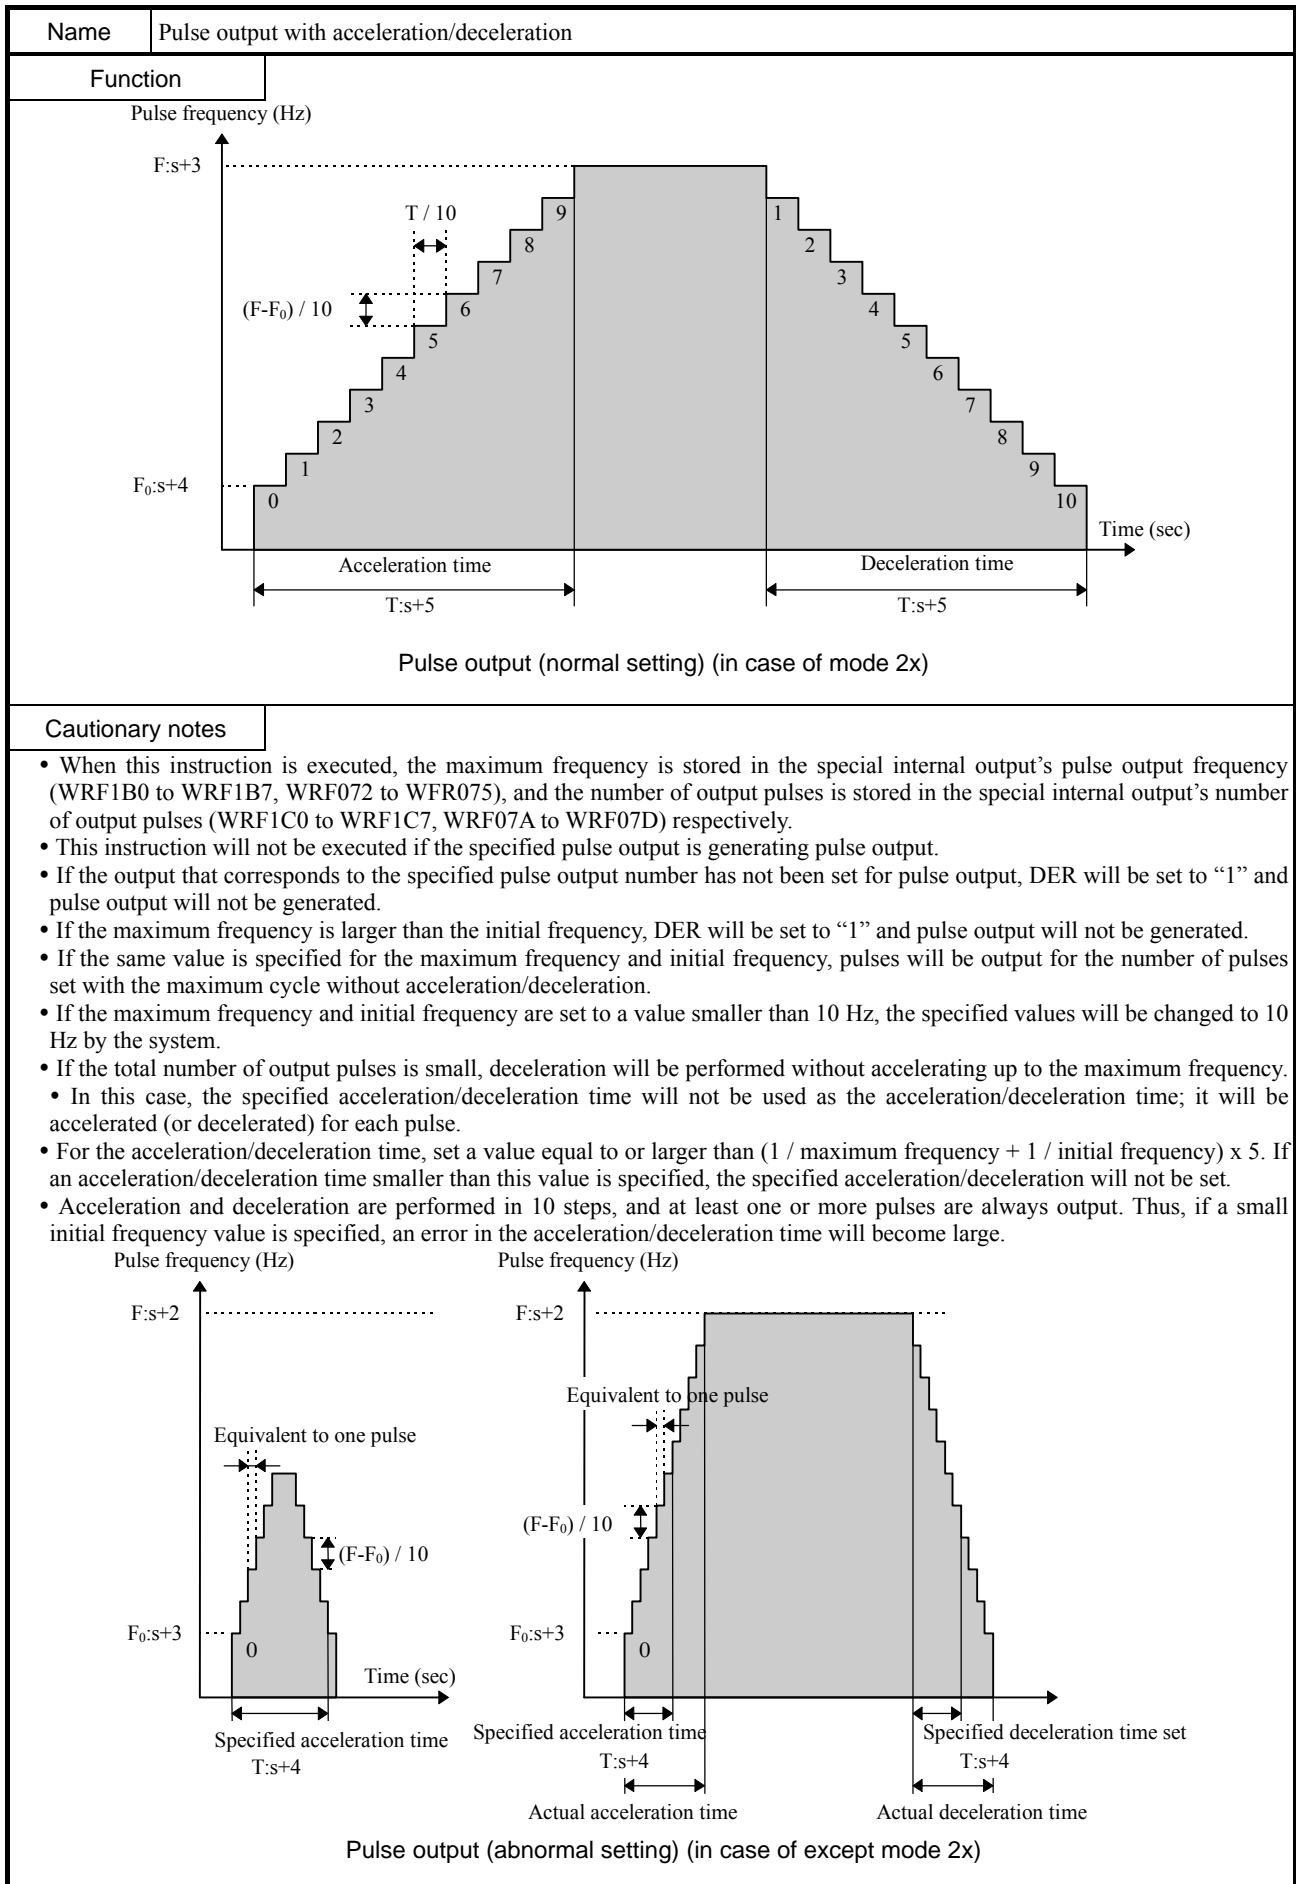 Name
Pulse output with acceleration/deceleration
Function
Pulse frequency (Hz)
F:s+3
T / 10
(F-F₀) / 10
F₀:s+4
0
1
2
3
4
5
6
7
8
9
1
2
3
4
5
6
7
8
9
10
Time (sec)
Acceleration time
T:s+5
Deceleration time
T:s+5
Pulse output (normal setting) (in case of mode 2x)
Cautionary notes
• When this instruction is executed, the maximum frequency is stored in the special internal output's pulse output frequency
(WRF1B0 to WRF1B7, WRF072 to WFR075), and the number of output pulses is stored in the special internal output's number
of output pulses (WRF1C0 to WRF1C7, WRF07A to WRF07D) respectively.
• This instruction will not be executed if the specified pulse output is generating pulse output.
• If the output that corresponds to the specified pulse output number has not been set for pulse output, DER will be set to “1” and
pulse output will not be generated.
• If the maximum frequency is larger than the initial frequency, DER will be set to “1” and pulse output will not be generated.
• If the same value is specified for the maximum frequency and initial frequency, pulses will be output for the number of pulses
set with the maximum cycle without acceleration/deceleration.
• If the maximum frequency and initial frequency are set to a value smaller than 10 Hz, the specified values will be changed to 10
Hz by the system.
• If the total number of output pulses is small, deceleration will be performed without accelerating up to the maximum frequency.
• In this case, the specified acceleration/deceleration time will not be used as the acceleration/deceleration time; it will be
accelerated (or decelerated) for each pulse.
• For the acceleration/deceleration time, set a value equal to or larger than (1 / maximum frequency + 1 / initial frequency) x 5. If
an acceleration/deceleration time smaller than this value is specified, the specified acceleration/deceleration will not be set.
• Acceleration and deceleration are performed in 10 steps, and at least one or more pulses are always output. Thus, if a small
initial frequency value is specified, an error in the acceleration/deceleration time will become large.
Pulse frequency (Hz)
F:s+2
Equivalent to one pulse
(F-F₀) / 10
F₀:s+3
0
Time (sec)
Specified acceleration time
T:s+4
Pulse frequency (Hz)
F:s+2
Equivalent to one pulse
(F-F₀) / 10
F₀:s+3
0
Specified acceleration time
T:s+4
Specified deceleration time set
T:s+4
Actual acceleration time
Actual deceleration time
Pulse output (abnormal setting) (in case of except mode 2x)